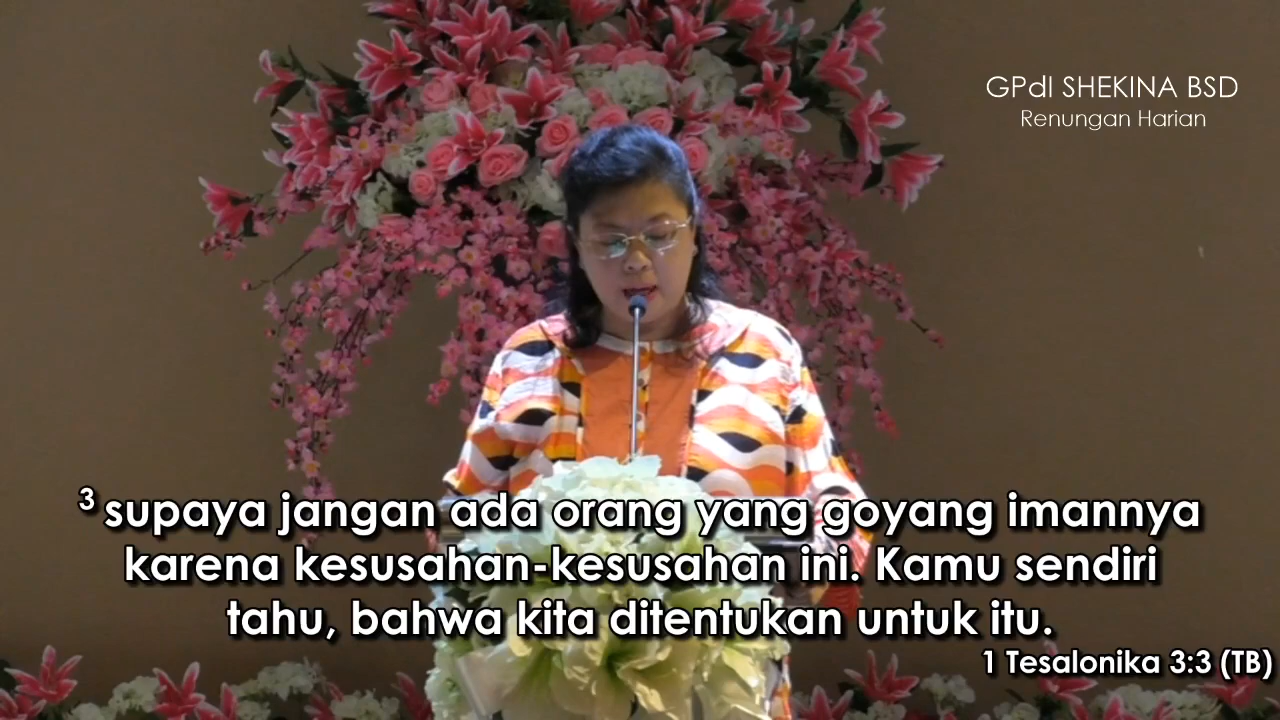 GPdI SHEKINA BSD
Renungan Harian
³ supaya jangan ada orang yang goyang imannya
karena kesusahan-kesusahan ini. Kamu sendiri
tahu, bahwa kita ditentukan untuk itu.
1 Tesalonika 3:3 (TB)